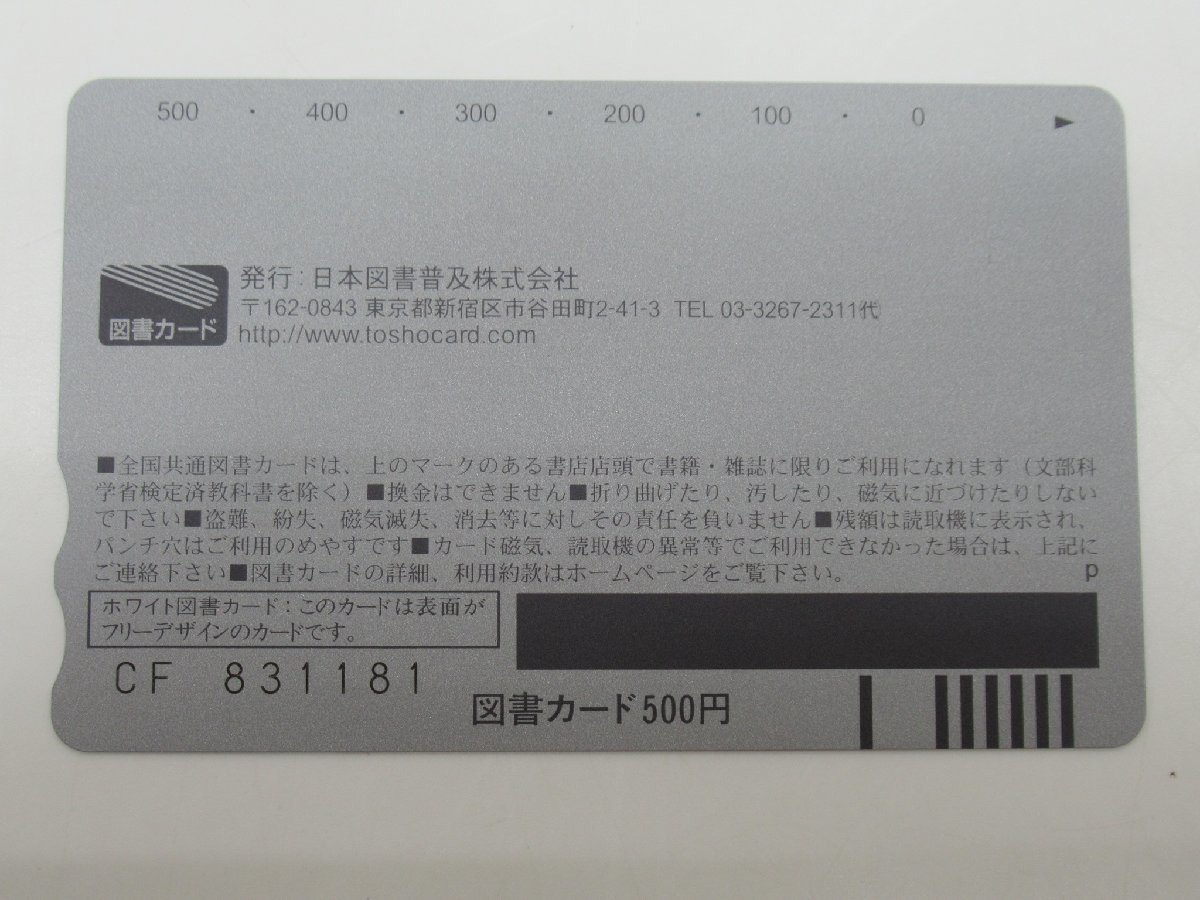 500 ・ 400 ・ 300 ・ 200 ・ 100 ・ 0 ▶
図書カード
発行：日本図書普及株式会社
〒162-0843 東京都新宿区市谷田町2-41-3 TEL 03-3267-2311代
http://www.toshocard.com
■全国共通図書カードは、上のマークのある書店店頭で書籍・雑誌に限りご利用になれます（文部科
学省検定済教科書を除く）■換金はできません■折り曲げたり、汚したり、磁気に近づけたりしない
で下さい■盗難、紛失、磁気滅失、消去等に対しその責任を負いません■残額は読取機に表示され、
パンチ穴はご利用のめやすです■カード磁気、読取機の異常等でご利用できなかった場合は、上記に
ご連絡下さい■図書カードの詳細、利用約款はホームページをご覧下さい。 p
ホワイト図書カード：このカードは表面が
フリーデザインのカードです。
CF 831181
図書カード500円